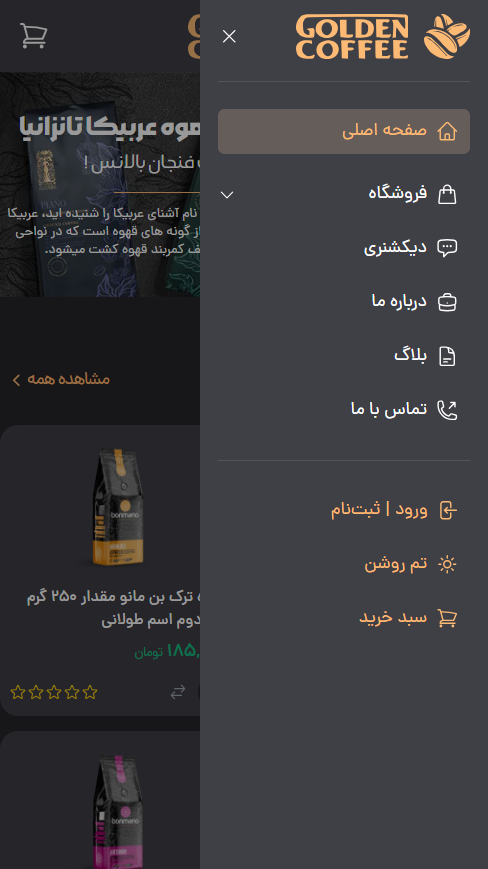 GOLDEN
COFFEE
صفحه اصلی
فروشگاه
دیکشنری
درباره ما
بلاگ
تماس با ما
ورود | ثبت‌نام
تم روشن
سبد خرید
عربیکا تانزانیا
فنجان بالانس !
نام آشنای عربیکا را شنیده اید، عربیکا
از گونه های قهوه است که در نواحی
کمربند قهوه کشت میشود.
مشاهده همه
bonmano
ترک بن مانو مقدار ۲۵۰ گرم
دوم اسم طولانی
۱۸۵, تومان
bonmano